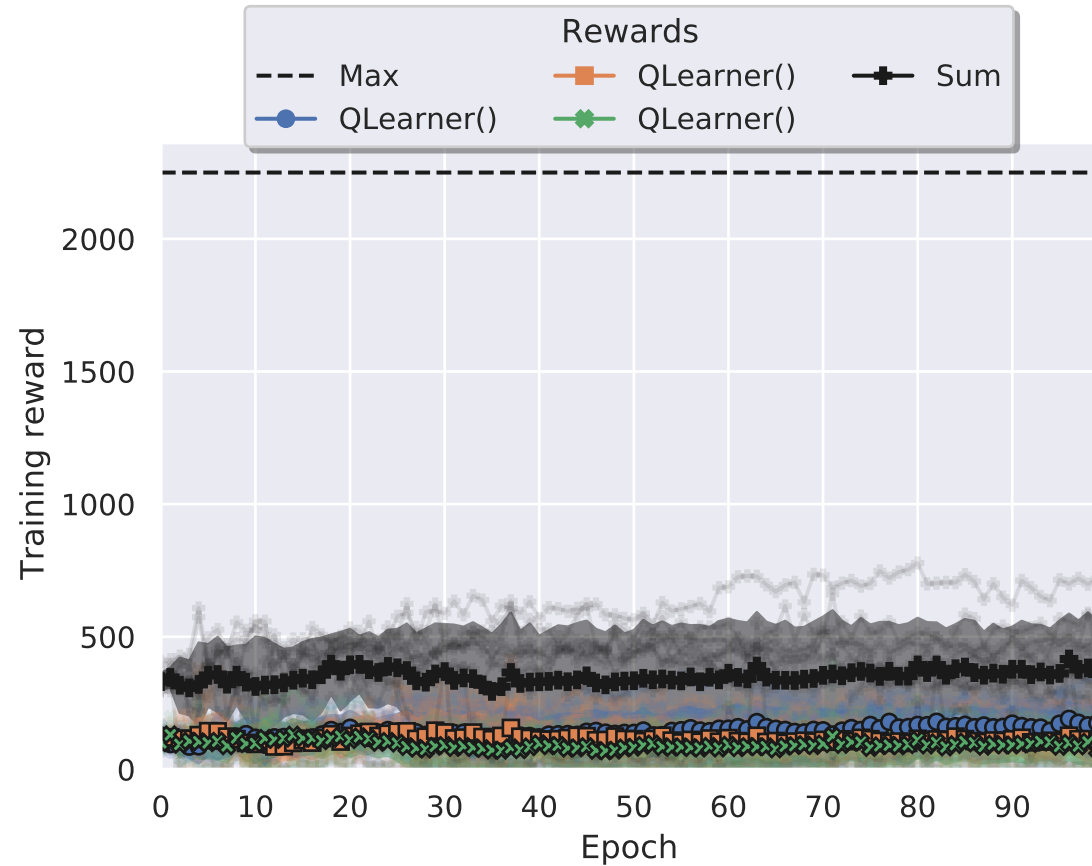 Rewards
Max QLearner() Sum
QLearner() QLearner()
2000
1500
1000
500
0
Training reward
0 10 20 30 40 50 60 70 80 90
Epoch